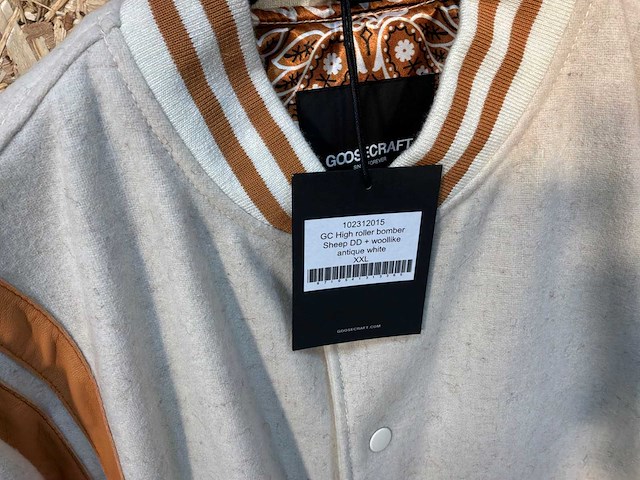 GOOSECRAFT
102312015
GC High roller bomber
Sheep DD + woollike
antique white
XXL
GOOSECRAFT.COM